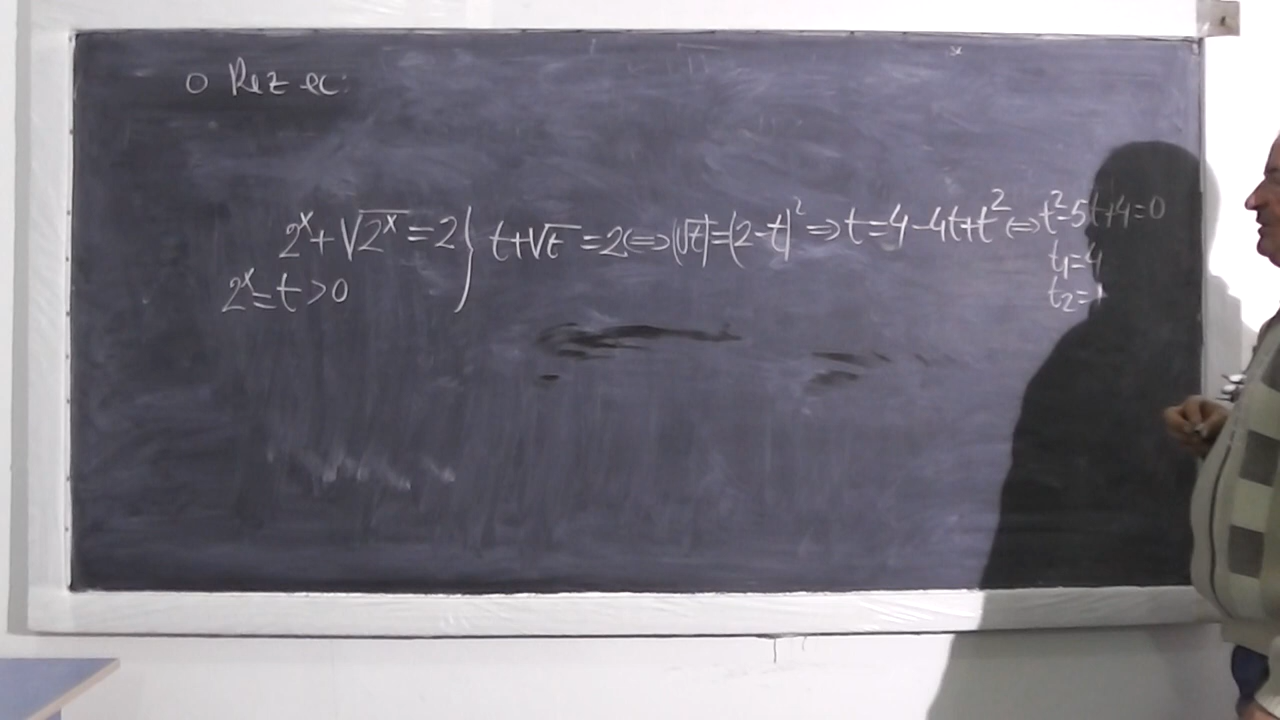 o Rez ec:
2^x + √2^x = 2 } t + √t = 2 ⇔ (√t)² = (2 - t)² ⇒ t = 4 - 4t + t² ⇔ t² - 5t + 4 = 0
2^x = t > 0
t₁ = 4
t₂ =